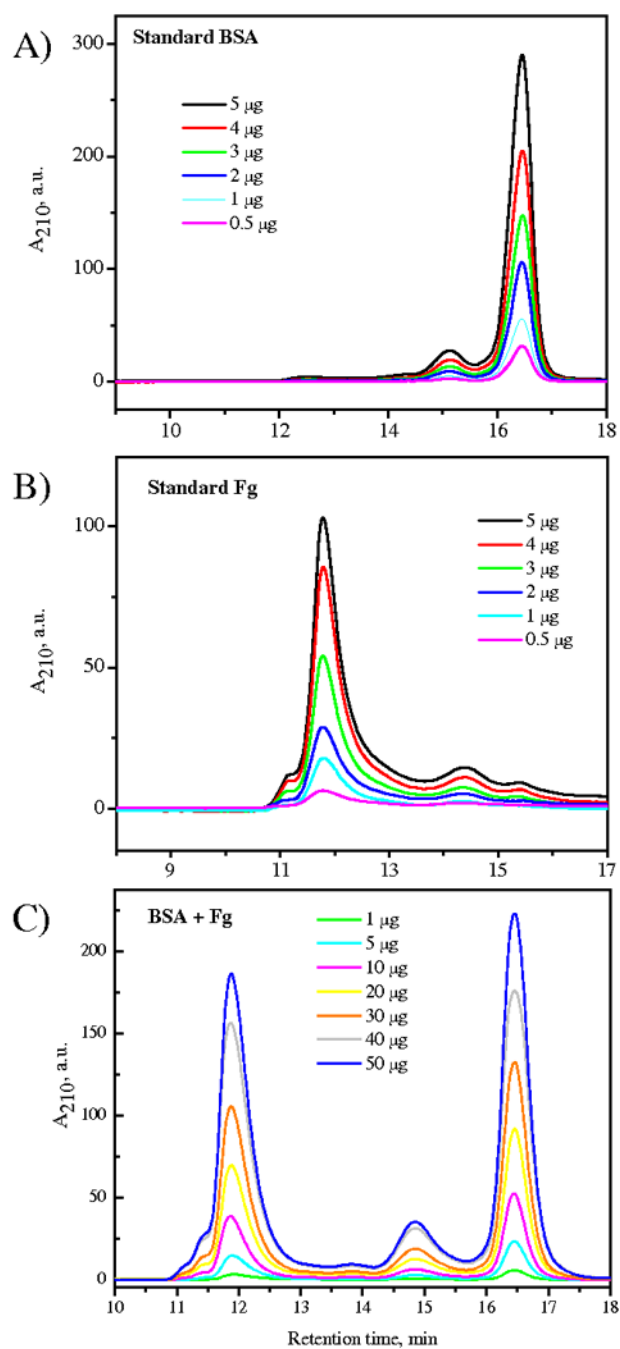 A)
Standard BSA
300
200
100
0
A210, a.u.
5 μg
4 μg
3 μg
2 μg
1 μg
0.5 μg
10 12 14 16 18
B)
Standard Fg
100
50
0
A210, a.u.
5 μg
4 μg
3 μg
2 μg
1 μg
0.5 μg
9 11 13 15 17
C)
BSA + Fg
225
150
75
50
0
A210, a.u.
1 μg
5 μg
10 μg
20 μg
30 μg
40 μg
50 μg
10 11 12 13 14 15 16 17 18
Retention time, min